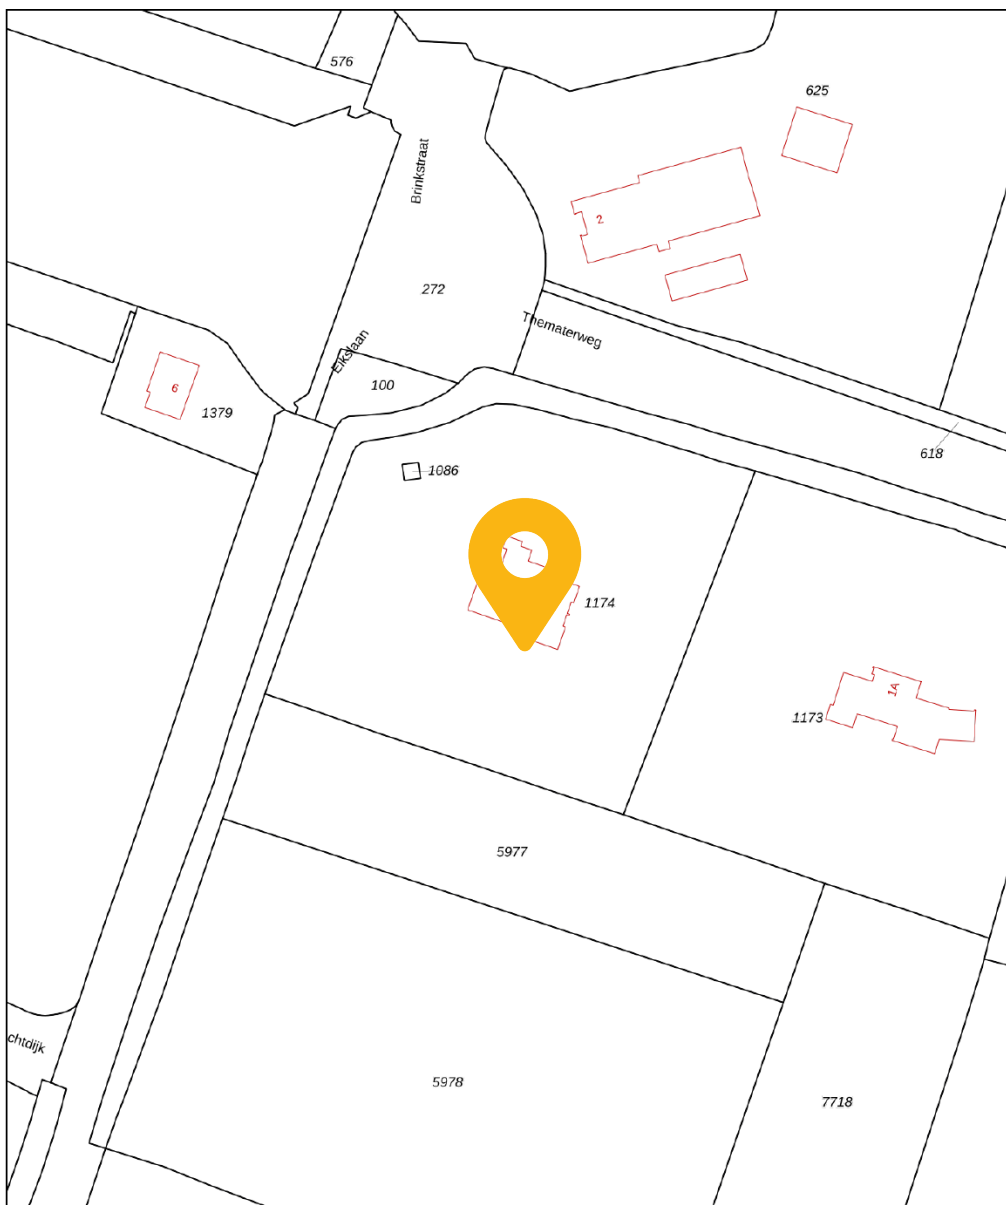 576
625
Brinkstraat
2
272
Thematerweg
Eikslaan
100
6
1379
618
1086
1174
1A
1173
5977
chtdijk
5978
7718